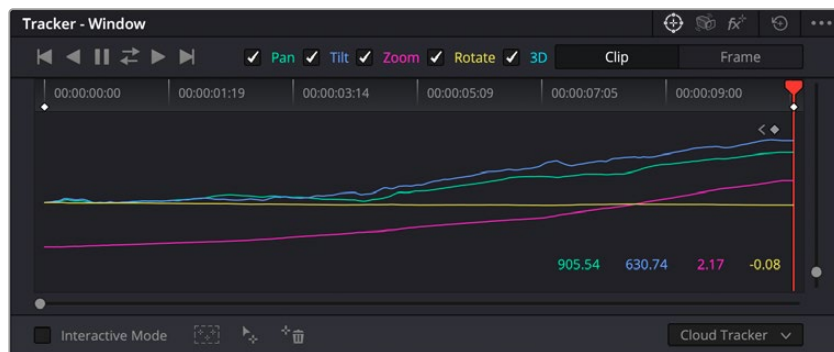 Tracker - Window
Pan Tilt Zoom Rotate 3D Clip Frame
00:00:00:00 00:00:01:19 00:00:03:14 00:00:05:09 00:00:07:05 00:00:09:00
905.54 630.74 2.17 -0.08
Interactive Mode Cloud Tracker